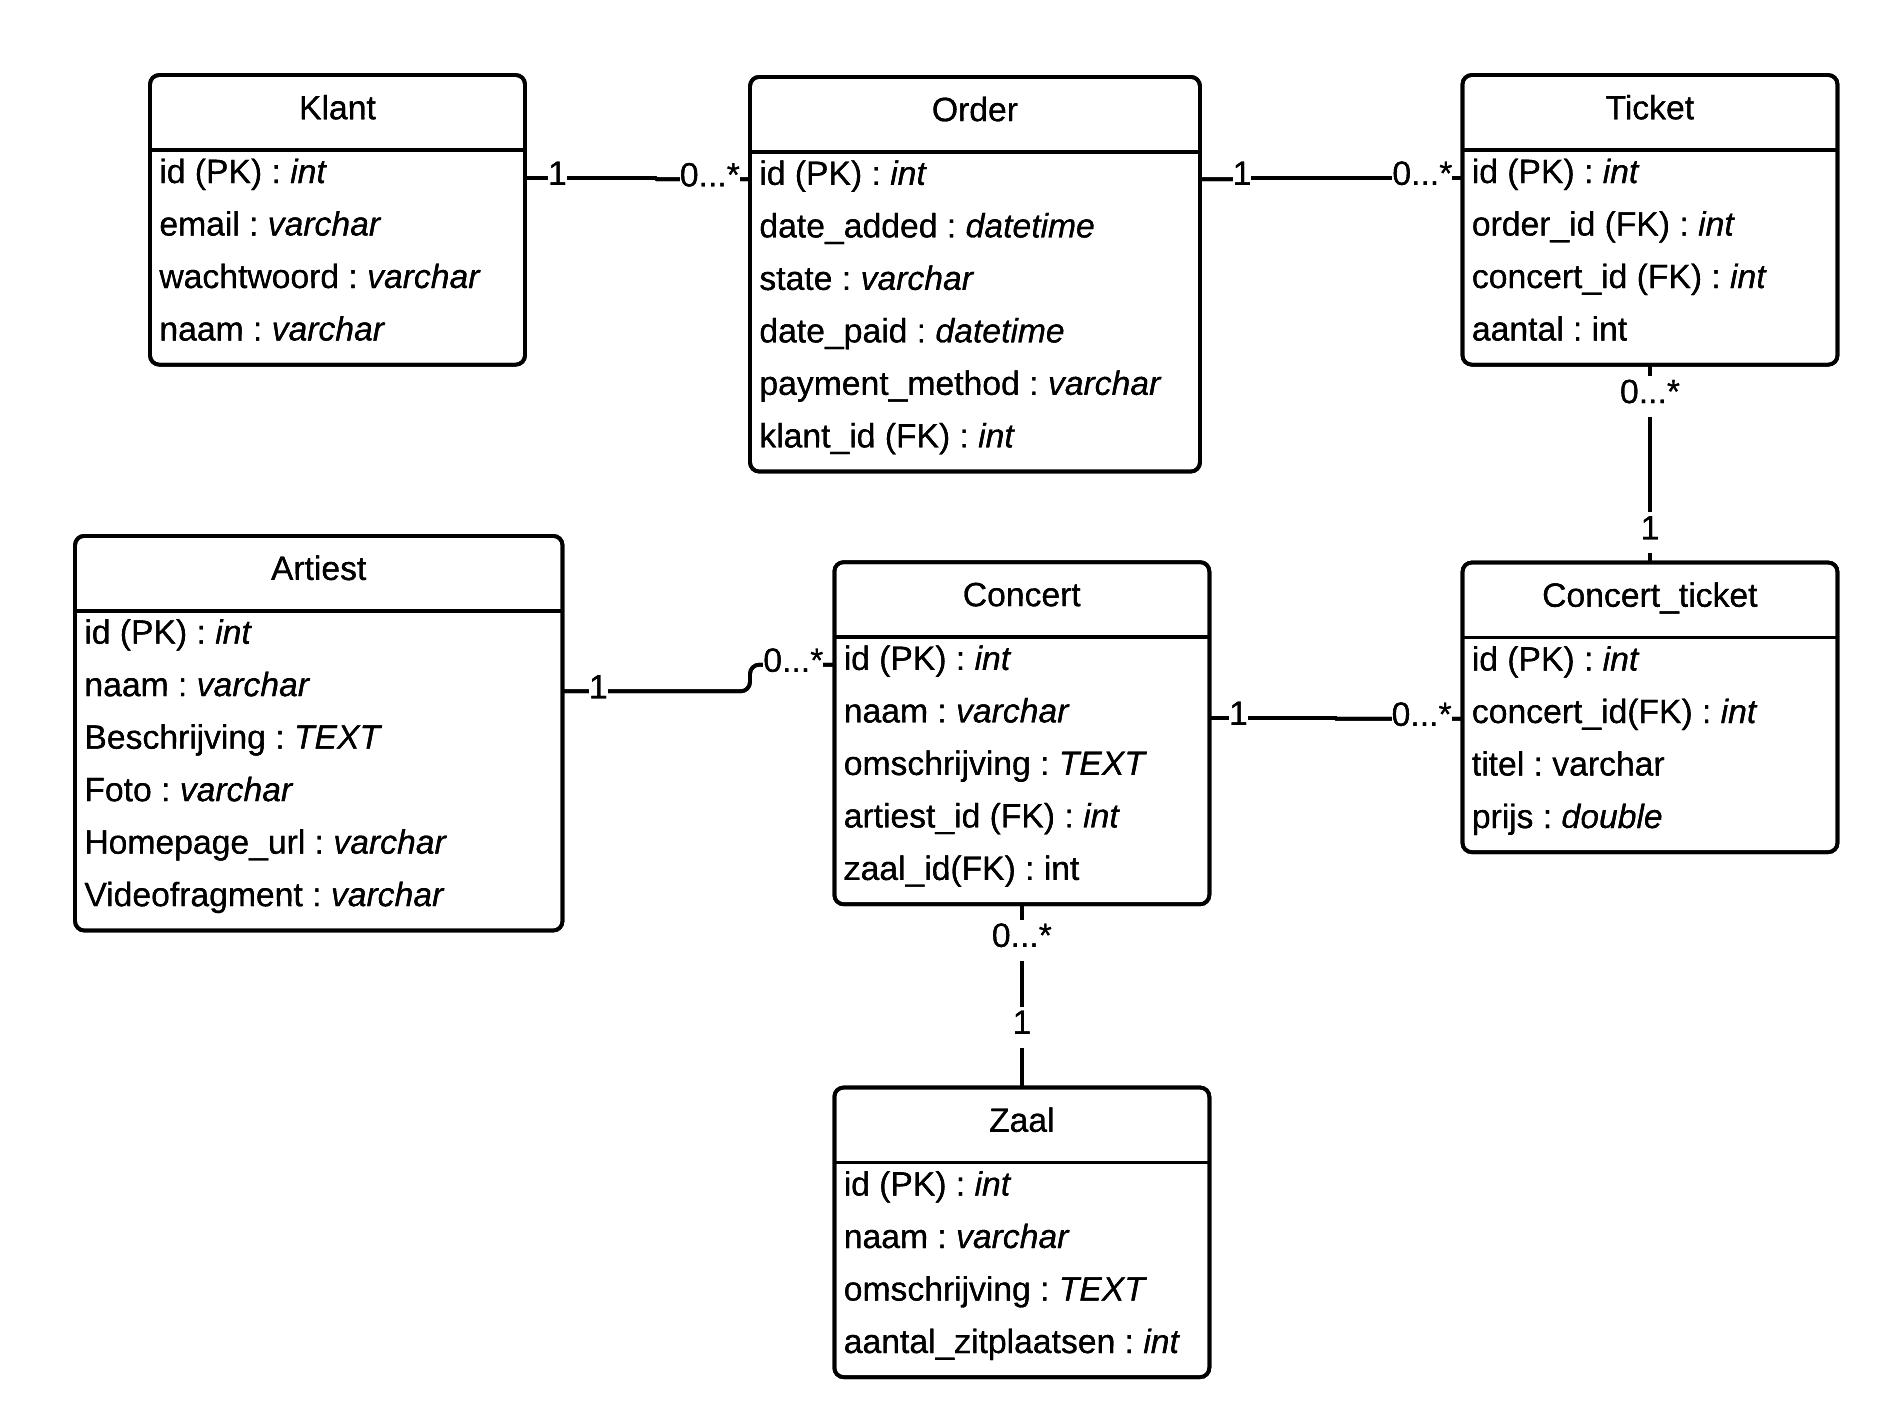 Klant
id (PK) : int
email : varchar
wachtwoord : varchar
naam : varchar
1
0...*
Order
id (PK) : int
date_added : datetime
state : varchar
date_paid : datetime
payment_method : varchar
klant_id (FK) : int
1
0...*
Ticket
id (PK) : int
order_id (FK) : int
concert_id (FK) : int
aantal : int
0...*
1
Artiest
id (PK) : int
naam : varchar
Beschrijving : TEXT
Foto : varchar
Homepage_url : varchar
Videofragment : varchar
1
0...*
Concert
id (PK) : int
naam : varchar
omschrijving : TEXT
artiest_id (FK) : int
zaal_id(FK) : int
1
0...*
Concert_ticket
id (PK) : int
concert_id(FK) : int
titel : varchar
prijs : double
0...*
1
Zaal
id (PK) : int
naam : varchar
omschrijving : TEXT
aantal_zitplaatsen : int